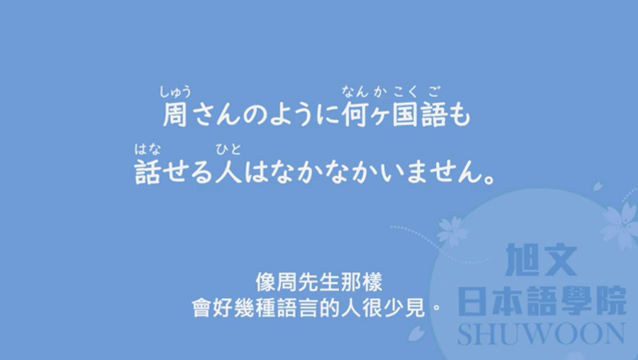 しゅう なんかこくご
周さんのように何ヶ国語も
はな ひと
話せる人はなかなかいません。
像周先生那樣
會好幾種語言的人很少見。
旭文
日本語學院
SHUWOON